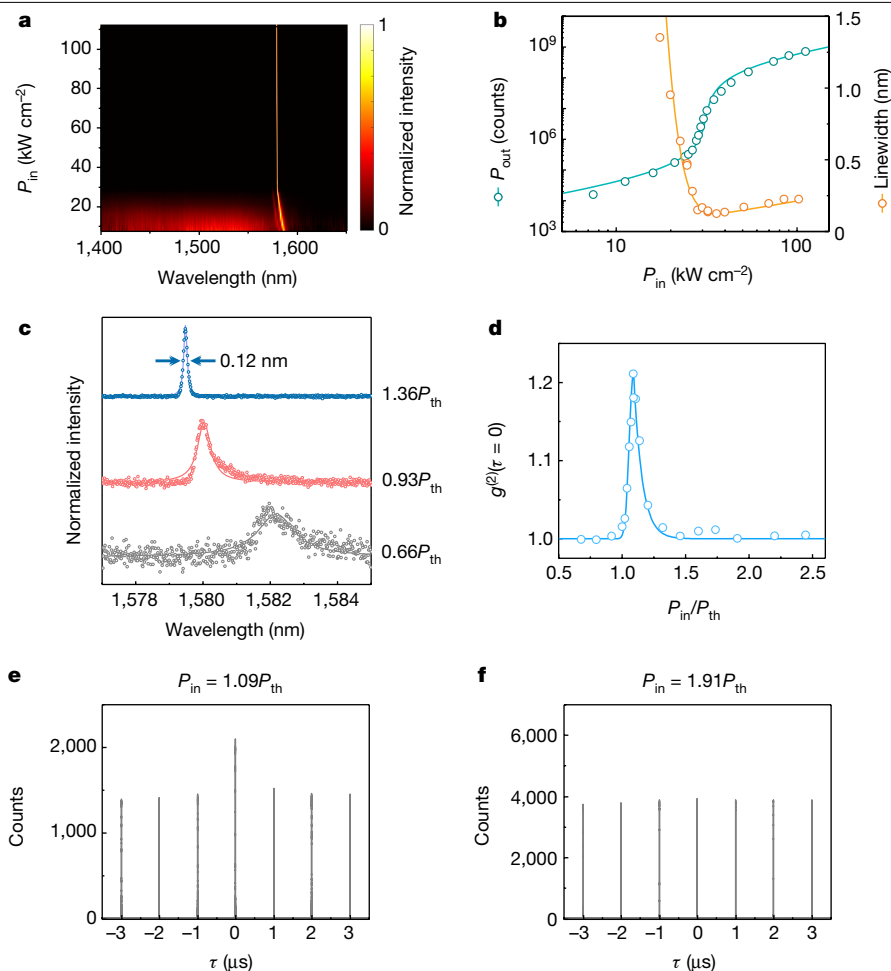 a
P_in (kW cm⁻²)
100
80
60
40
20
1,400
1,500
1,600
Wavelength (nm)
1
0
Normalized intensity
b
P_out (counts)
10⁹
10⁶
10³
10
100
P_in (kW cm⁻²)
1.5
1.0
0.5
0
Linewidth (nm)
c
Normalized intensity
0.12 nm
1.36P_th
0.93P_th
0.66P_th
1,578
1,580
1,582
1,584
Wavelength (nm)
d
g⁽²⁾(τ = 0)
1.2
1.1
1.0
0.5
1.0
1.5
2.0
2.5
P_in/P_th
e
P_in = 1.09P_th
Counts
2,000
1,000
0
−3
−2
−1
0
1
2
3
τ (μs)
f
P_in = 1.91P_th
Counts
6,000
4,000
2,000
0
−3
−2
−1
0
1
2
3
τ (μs)